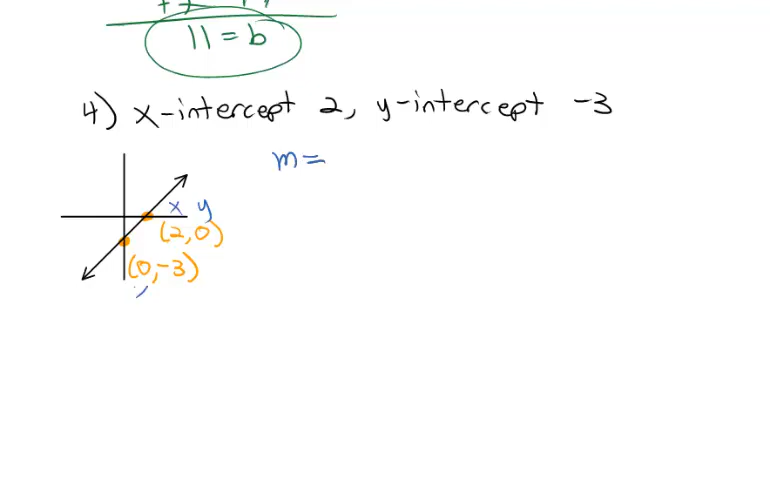 11 = b
4) x-intercept 2, y-intercept -3
m =
x y
(2,0)
(0,-3)